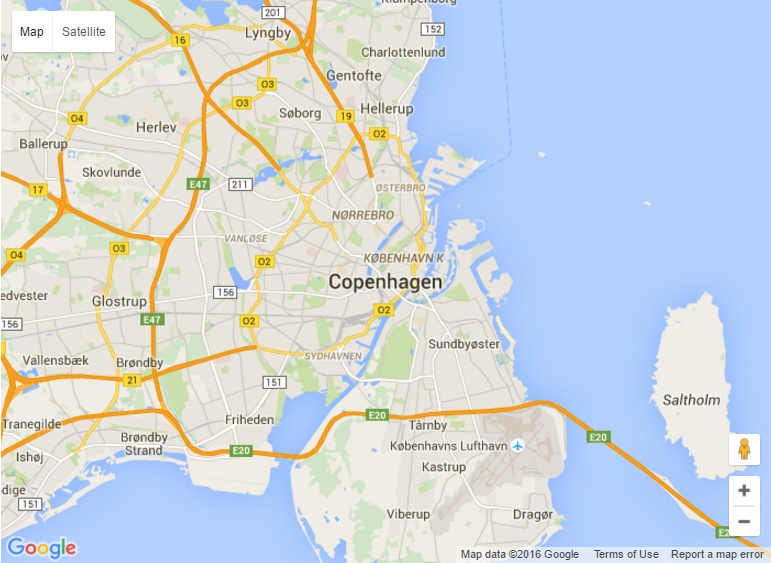 Klampenborg
201
152
Map Satellite
Lyngby
16
Charlottenlund
Gentofte
O3
O3
Hellerup
Søborg
19
O4
Herlev
O2
Ballerup
Skovlunde
E47
211
17
ØSTERBRO
NØRREBRO
VANLØSE
O3
O4
O2
KØBENHAVN K
Copenhagen
156
Glostrup
O2
156
E47
O2
Sundbyøster
SYDHAVNEN
Vallensbæk
Brøndby
21
151
Saltholm
Friheden
E20
Tranegilde
Tårnby
Brøndby
Strand
E20
E20
Københavns Lufthavn
Ishøj
Kastrup
151
Viberup
Dragør
Google
Map data ©2016 Google Terms of Use Report a map error